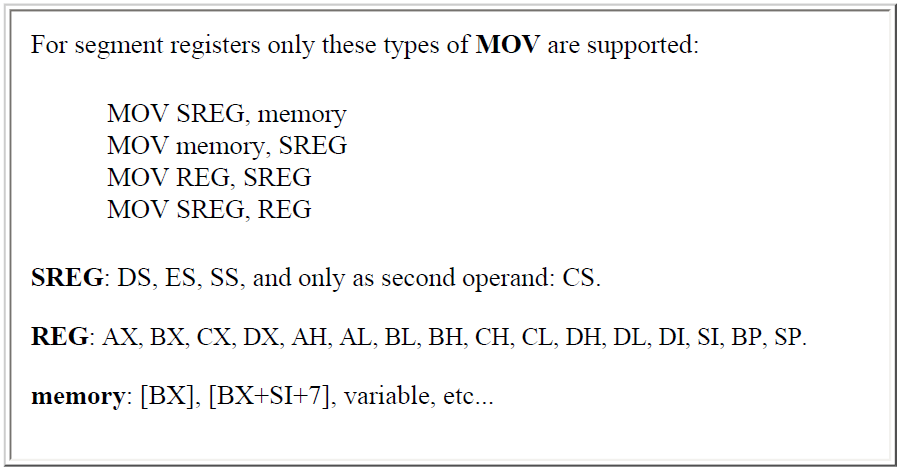 For segment registers only these types of MOV are supported:
MOV SREG, memory
MOV memory, SREG
MOV REG, SREG
MOV SREG, REG
SREG: DS, ES, SS, and only as second operand: CS.
REG: AX, BX, CX, DX, AH, AL, BL, BH, CH, CL, DH, DL, DI, SI, BP, SP.
memory: [BX], [BX+SI+7], variable, etc...